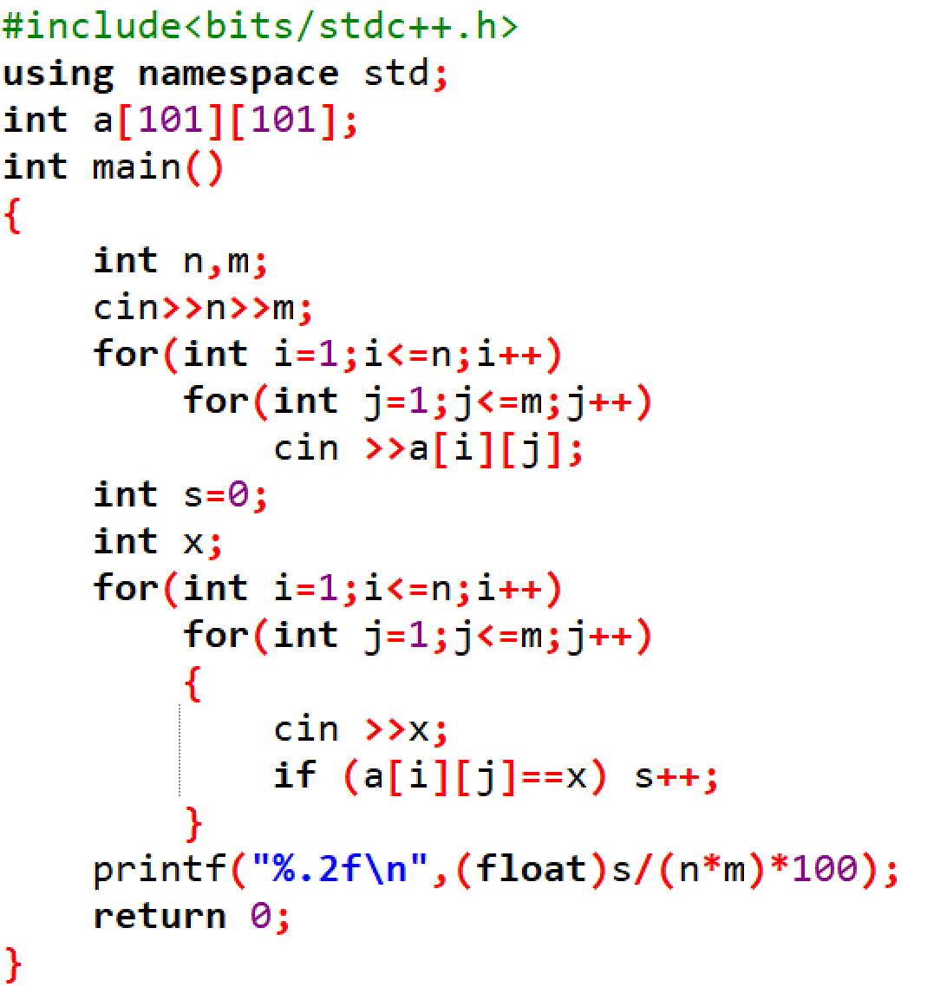 #include<bits/stdc++.h>
using namespace std;
int a[101][101];
int main()
{
    int n,m;
    cin>>n>>m;
    for(int i=1;i<=n;i++)
        for(int j=1;j<=m;j++)
            cin >>a[i][j];
    int s=0;
    int x;
    for(int i=1;i<=n;i++)
        for(int j=1;j<=m;j++)
        {
            cin >>x;
            if (a[i][j]==x) s++;
        }
    printf("%.2f\n",(float)s/(n*m)*100);
    return 0;
}